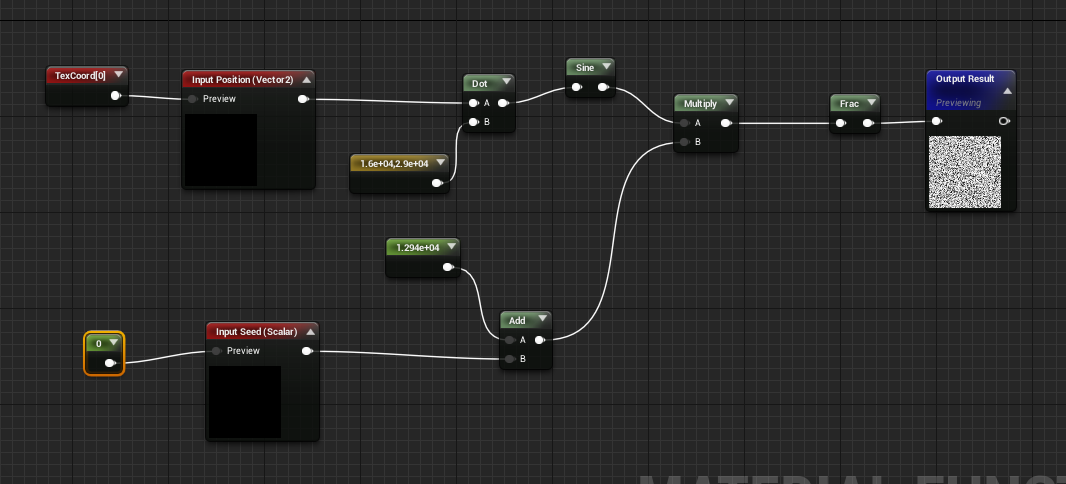 TexCoord[0]
Input Position (Vector2)
Preview
Dot
A
B
Sine
Multiply
A
B
Frac
Output Result
Previewing
1.6e+04,2.9e+04
1.294e+04
0
Input Seed (Scalar)
Preview
Add
A
B